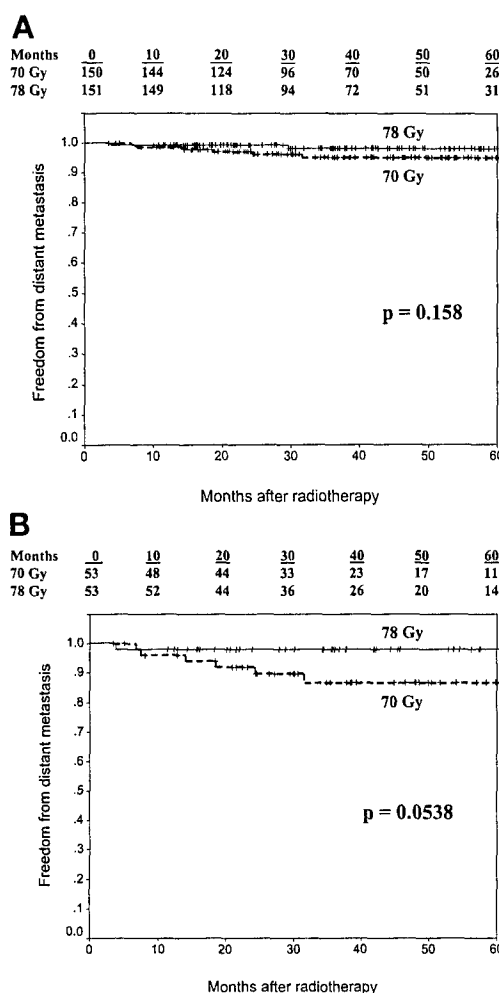 A
Months 0 10 20 30 40 50 60
70 Gy 150 144 124 96 70 50 26
78 Gy 151 149 118 94 72 51 31
78 Gy
70 Gy
1.0
.9
.8
.7
.6
.5
.4
.3
.2
.1
0.0
Freedom from distant metastasis
p = 0.158
0 10 20 30 40 50 60
Months after radiotherapy
B
Months 0 10 20 30 40 50 60
70 Gy 53 48 44 33 23 17 11
78 Gy 53 52 44 36 26 20 14
78 Gy
70 Gy
1.0
.9
.8
.7
.6
.5
.4
.3
.2
.1
0.0
Freedom from distant metastasis
p = 0.0538
0 10 20 30 40 50 60
Months after radiotherapy